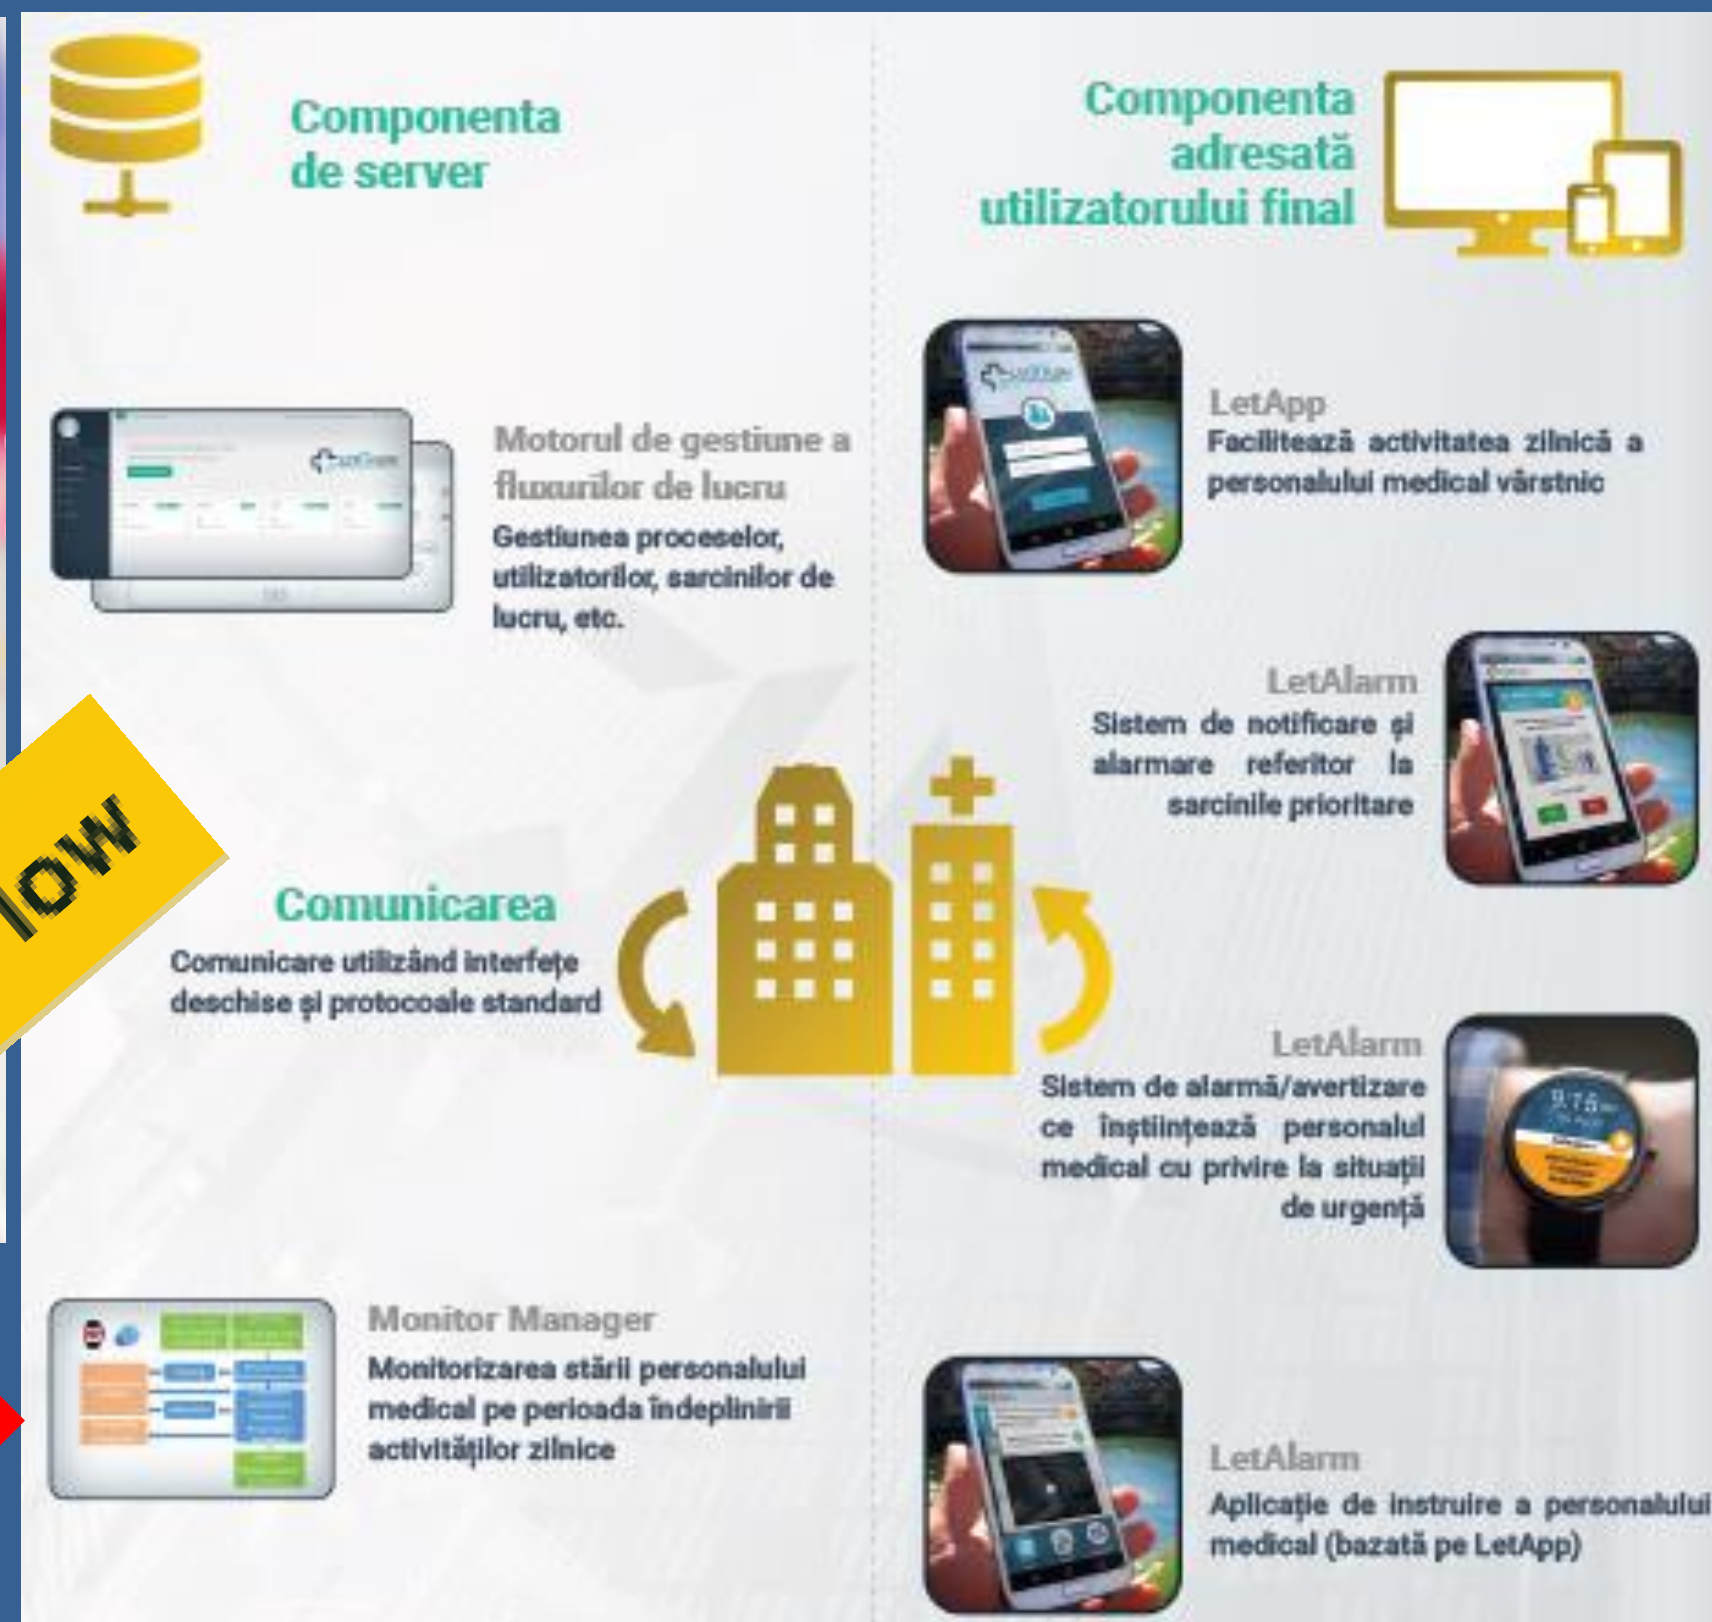 Componenta
de server
Componenta
adresată
utilizatorului final
Motorul de gestiune a
fluxurilor de lucru
Gestiunea proceselor,
utilizatorilor, sarcinilor de
lucru, etc.
LetApp
Facilitează activitatea zilnică a
personalului medical vârstnic
LetAlarm
Sistem de notificare și
alarmare referitor la
sarcinile prioritare
low
Comunicarea
Comunicare utilizând interfețe
deschise și protocoale standard
LetAlarm
Sistem de alarmă/avertizare
ce înștiințează personalul
medical cu privire la situații
de urgență
Monitor Manager
Monitorizarea stării personalului
medical pe perioada îndeplinirii
activităților zilnice
LetAlarm
Aplicație de instruire a personalului
medical (bazată pe LetApp)